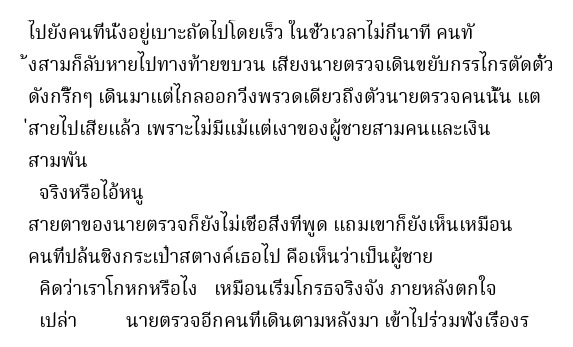 ไปยังคนที่นั่งอยู่เบาะถัดไปโดยเร็ว ในชั่วเวลาไม่กี่นาที คนทั
้งสามก็ลับหายไปทางท้ายขบวน เสียงนายตรวจเดินขยับกรรไกรตัดตั๋ว
ดังกริ๊กๆ เดินมาแต่ไกลออกวิ่งพรวดเดียวถึงตัวนายตรวจคนนั้น แต
่สายไปเสียแล้ว เพราะไม่มีแม้แต่เงาของผู้ชายสามคนและเงิน
สามพัน
จริงหรือไอ้หนู
สายตาของนายตรวจก็ยังไม่เชื่อสิ่งที่พูด แถมเขาก็ยังเห็นเหมือน
คนที่ปล้นชิงกระเป๋าสตางค์เธอไป คือเห็นว่าเป็นผู้ชาย
คิดว่าเราโกหกหรือไง เหมือนเริ่มโกรธจริงจัง ภายหลังตกใจ
เปล่า นายตรวจอีกคนที่เดินตามหลังมา เข้าไปร่วมฟังเรื่องร